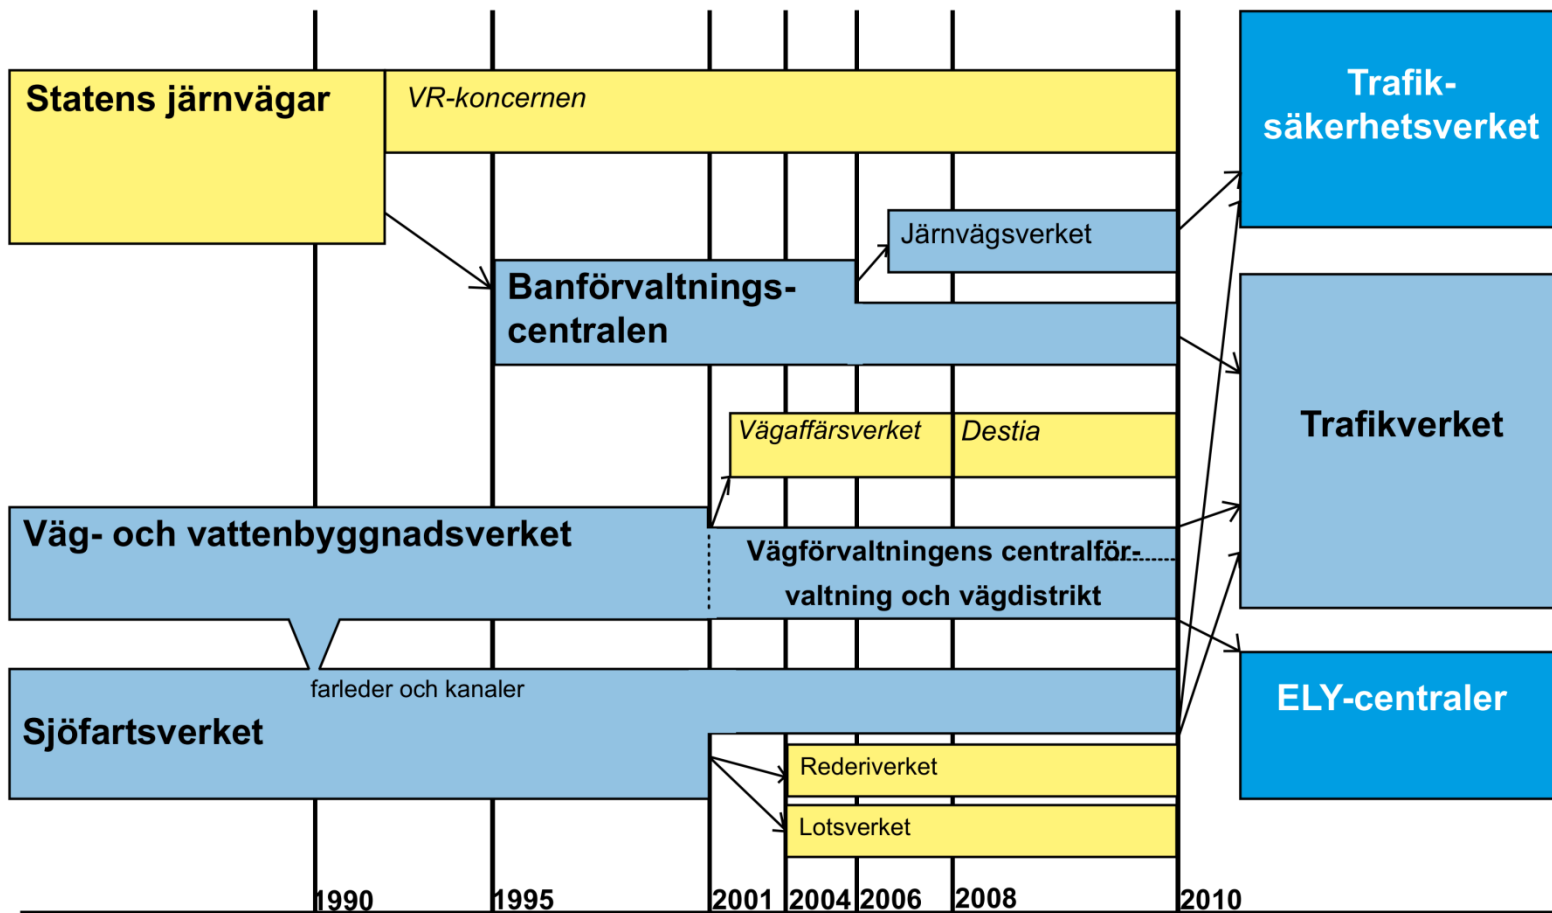 Statens järnvägar
VR-koncernen
Trafik-
säkerhetsverket
Järnvägsverket
Banförvaltnings-
centralen
Trafikverket
Vägaffärsverket
Destia
Väg- och vattenbyggnadsverket
Vägförvaltningens centralför-
valtning och vägdistrikt
farleder och kanaler
Sjöfartsverket
ELY-centraler
Rederiverket
Lotsverket
1990
1995
2001
2004
2006
2008
2010